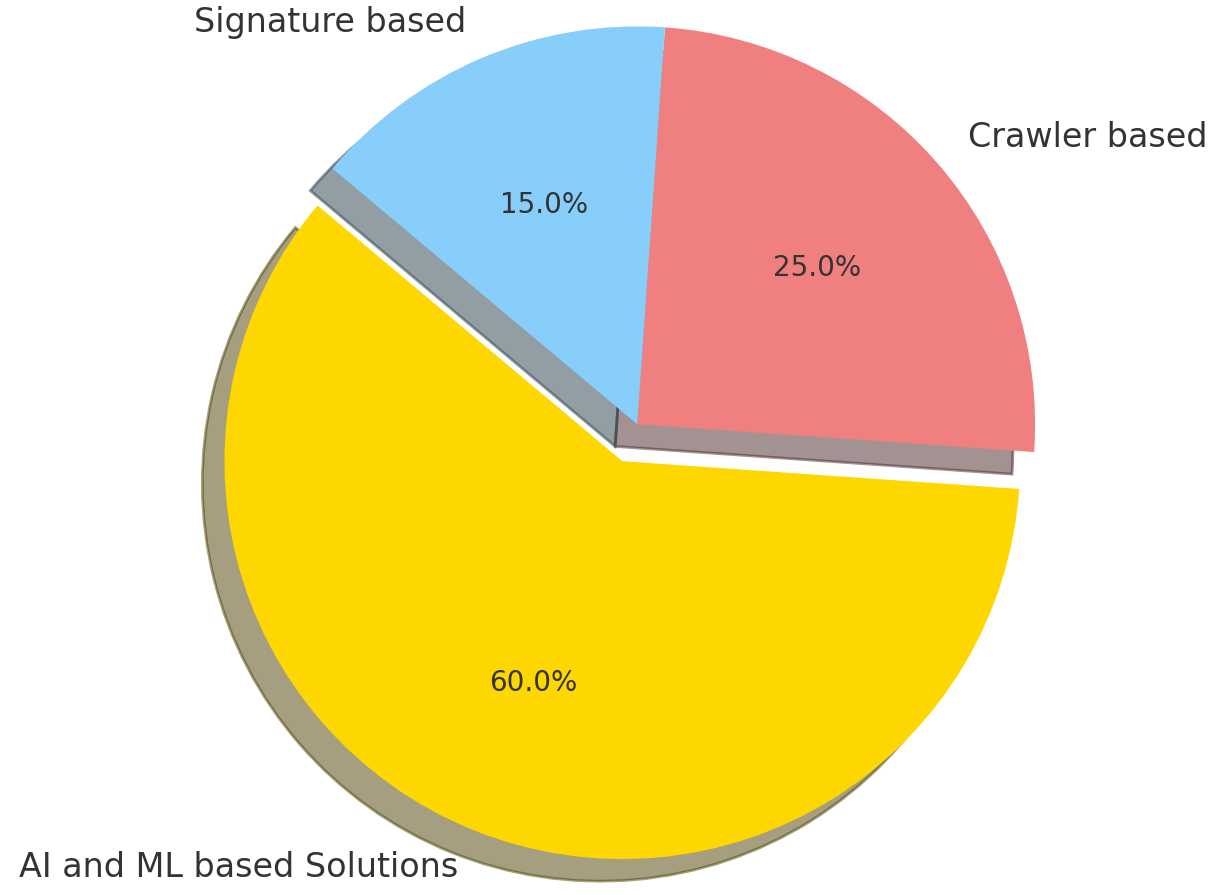 Signature based
Crawler based
15.0%
25.0%
60.0%
AI and ML based Solutions